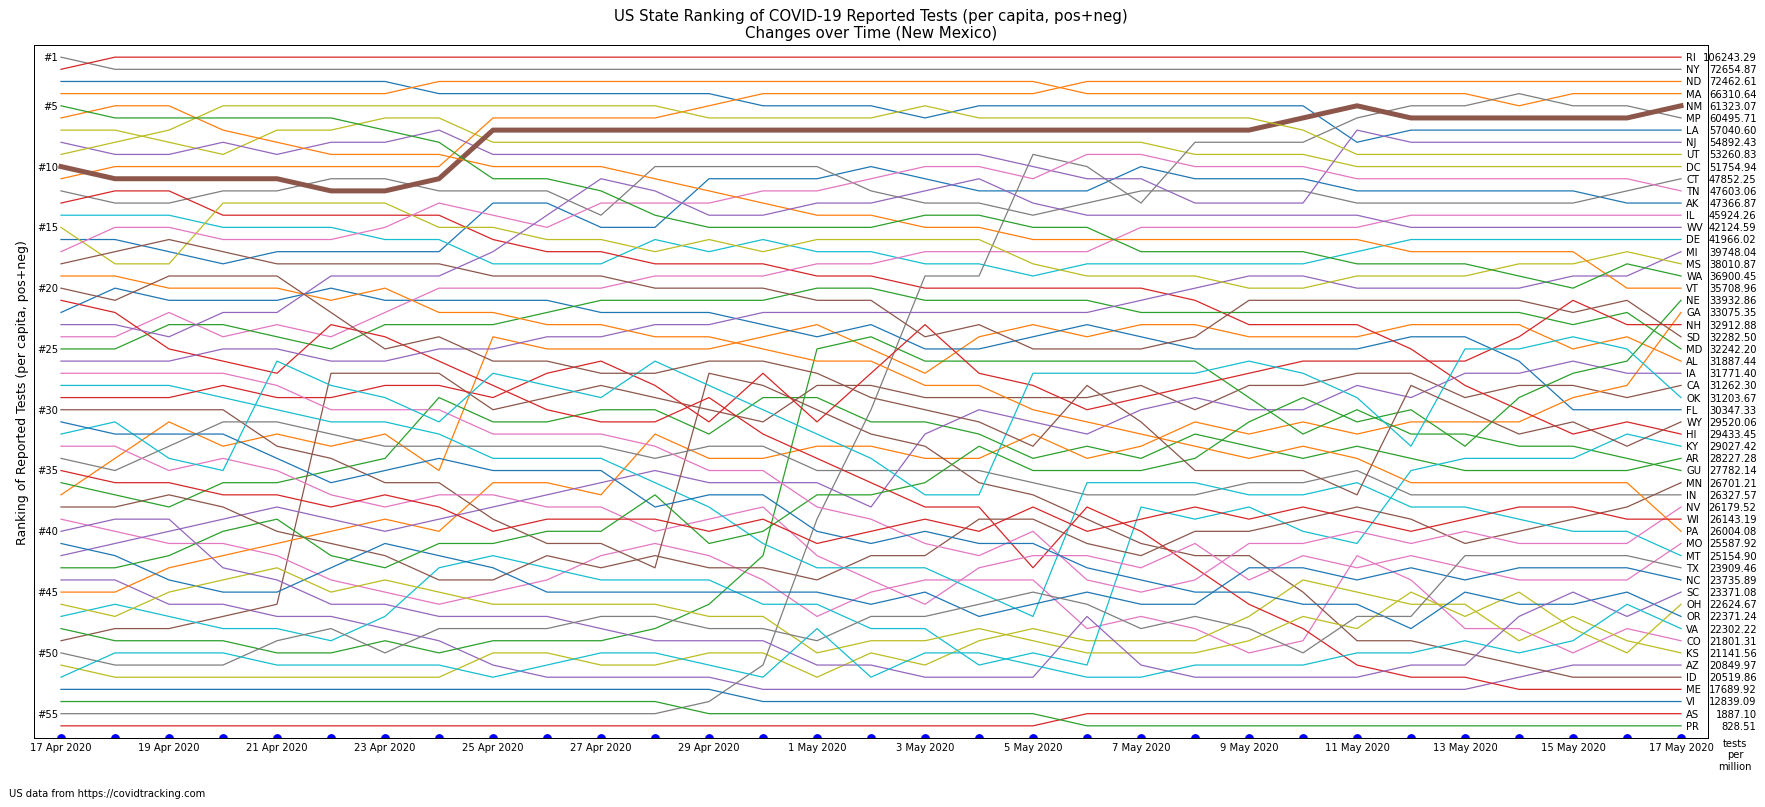 US State Ranking of COVID-19 Reported Tests (per capita, pos+neg)
Changes over Time (New Mexico)
Ranking of Reported Tests (per capita, pos+neg)
#1
#5
#10
#15
#20
#25
#30
#35
#40
#45
#50
#55
RI 106243.29
NY 72654.87
ND 72462.61
MA 66310.64
NM 61323.07
MP 60495.71
LA 57040.60
NJ 54892.43
UT 53260.83
DC 51754.94
CT 47852.25
TN 47603.06
AK 47366.87
IL 45924.26
WV 42124.59
DE 41966.02
MI 39748.04
MS 38010.87
WA 36900.45
VT 35708.96
NE 33932.86
GA 33075.35
NH 32912.88
SD 32282.50
MD 32242.20
AL 31887.44
IA 31771.40
CA 31262.30
OK 31203.67
FL 30347.33
WY 29520.06
HI 29433.45
KY 29027.42
AR 28227.28
GU 27782.14
MN 26701.21
IN 26327.57
NV 26179.52
WI 26143.19
PA 26004.08
MO 25587.92
MT 25154.90
TX 23909.46
NC 23735.89
SC 23371.08
OH 22624.67
OR 22371.24
VA 22302.22
CO 21801.31
KS 21141.56
AZ 20849.97
ID 20519.86
ME 17689.92
VI 12839.09
AS 1887.10
PR 828.51
17 Apr 2020 19 Apr 2020 21 Apr 2020 23 Apr 2020 25 Apr 2020 27 Apr 2020 29 Apr 2020 1 May 2020 3 May 2020 5 May 2020 7 May 2020 9 May 2020 11 May 2020 13 May 2020 15 May 2020 17 May 2020
tests
per
million
US data from https://covidtracking.com